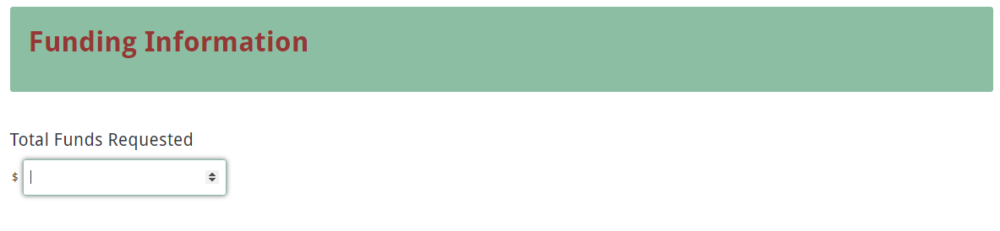 Funding Information
Total Funds Requested
$